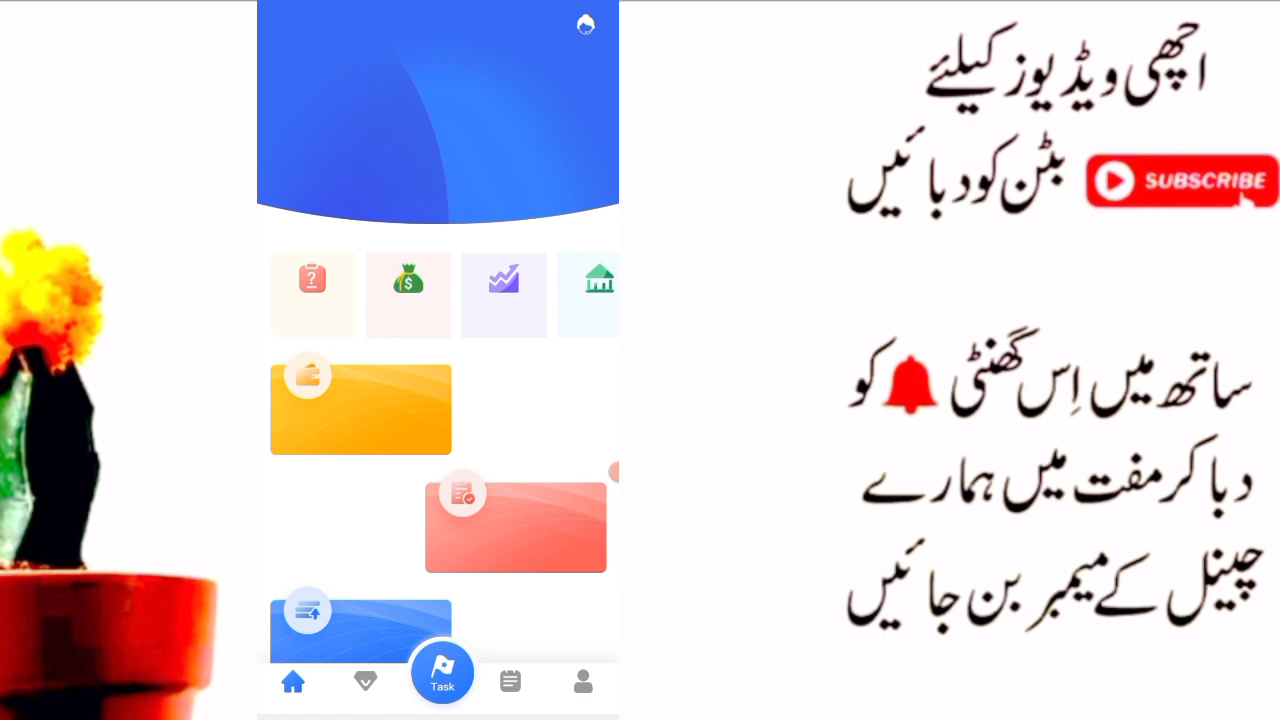 اچھی ویڈیوز کیلئے
SUBSCRIBE بٹن کو دبائیں
ساتھ میں اِس گھنٹی کو
دبا کر مفت میں ہمارے
چینل کے میمبر بن جائیں
Task